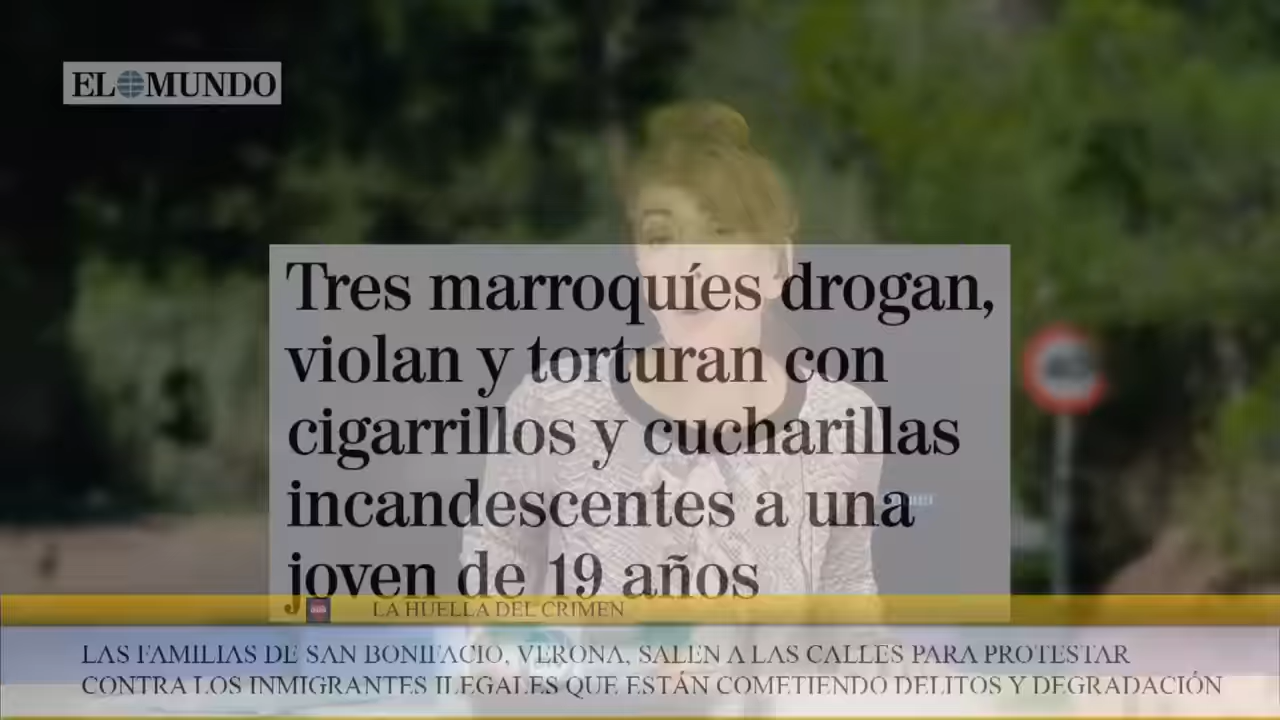 EL MUNDO
Tres marroquíes drogan,
violan y torturan con
cigarrillos y cucharillas
incandescentes a una
joven de 19 años
LA HUELLA DEL CRIMEN
LAS FAMILIAS DE SAN BONIFACIO, VERONA, SALEN A LAS CALLES PARA PROTESTAR
CONTRA LOS INMIGRANTES ILEGALES QUE ESTÁN COMETIENDO DELITOS Y DEGRADACIÓN